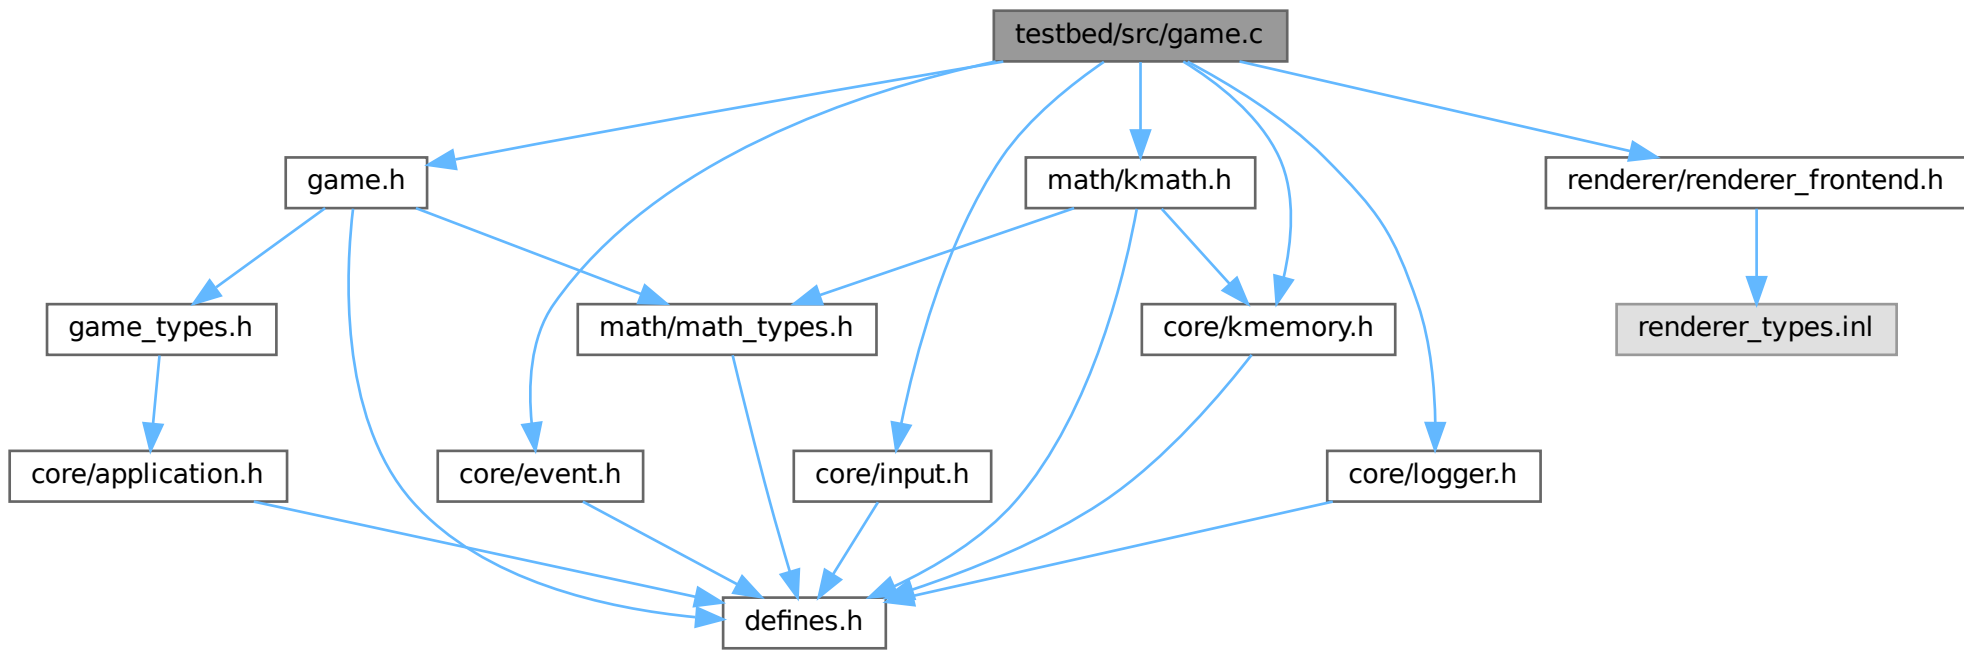 testbed/src/game.c
game.h
math/kmath.h
renderer/renderer_frontend.h
game_types.h
math/math_types.h
core/kmemory.h
renderer_types.inl
core/application.h
core/event.h
core/input.h
core/logger.h
defines.h